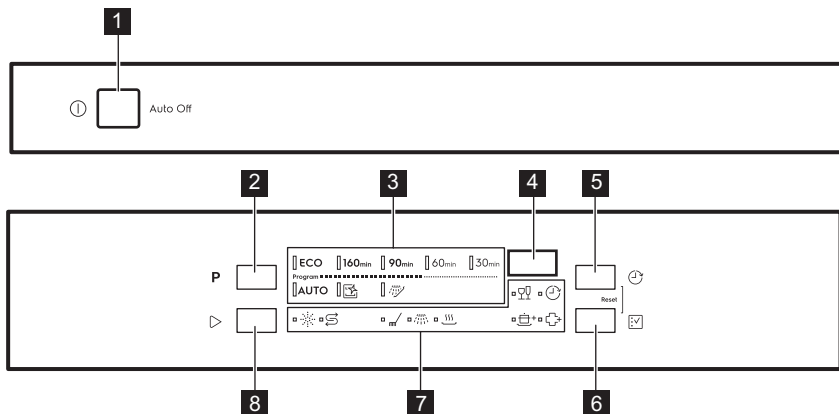 1
Auto Off
2 3 4 5
ECO 160min 90min 60min 30min
P
Program
AUTO
Reset
8 7 6